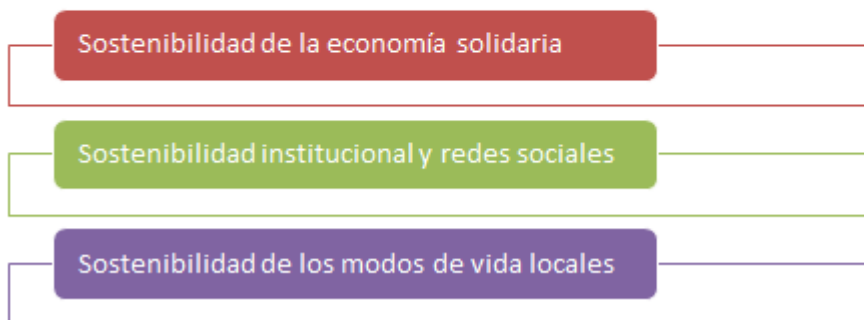 Sostenibilidad de la economía solidaria
Sostenibilidad institucional y redes sociales
Sostenibilidad de los modos de vida locales